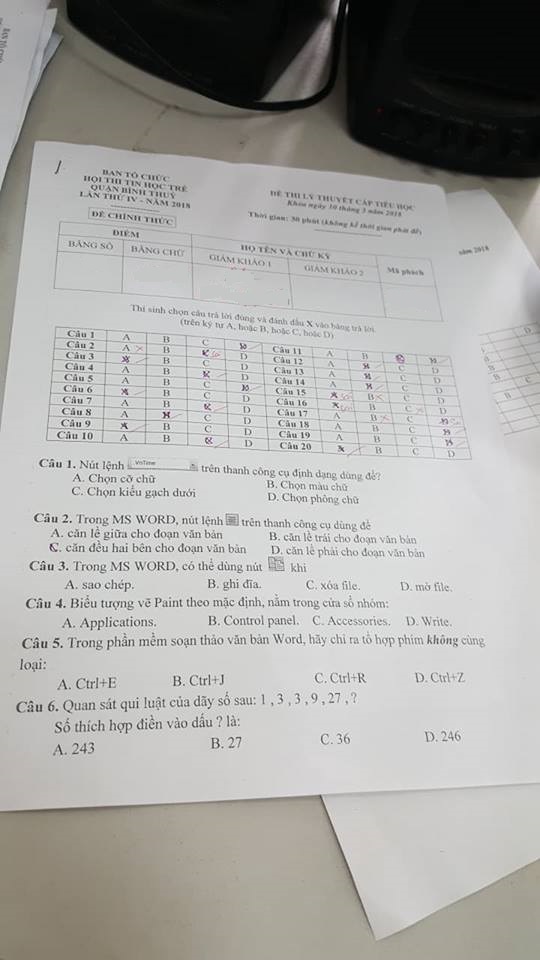 BAN TỔ CHỨC
HỘI THI TIN HỌC TRẺ
QUẬN BÌNH THUỶ
LẦN THỨ IV - NĂM 2018
ĐỀ CHÍNH THỨC
ĐỀ THI LÝ THUYẾT CẤP TIỂU HỌC
Khóa ngày 10 tháng 3 năm 2018
Thời gian: 30 phút (không kể thời gian phát đề)
năm 2018
ĐIỂM HỌ TÊN VÀ CHỮ KÝ Mã phách
BẰNG SỐ BẰNG CHỮ GIÁM KHẢO 1 GIÁM KHẢO 2
Thí sinh chọn câu trả lời đúng và đánh dấu X vào bảng trả lời.
(trên ký tự A, hoặc B, hoặc C, hoặc D)
Câu 1 A B C D Câu 11 A B C D
Câu 2 A B C D Câu 12 A B C D
Câu 3 A B C D Câu 13 A B C D
Câu 4 A B C D Câu 14 A B C D
Câu 5 A B C D Câu 15 A B C D
Câu 6 A B C D Câu 16 A B C D
Câu 7 A B C D Câu 17 A B C D
Câu 8 A B C D Câu 18 A B C D
Câu 9 A B C D Câu 19 A B C D
Câu 10 A B C D Câu 20 A B C D
Câu 1. Nút lệnh VnTime trên thanh công cụ định dạng dùng để?
A. Chọn cỡ chữ B. Chọn màu chữ
C. Chọn kiểu gạch dưới D. Chọn phông chữ
Câu 2. Trong MS WORD, nút lệnh trên thanh công cụ dùng để
A. căn lề giữa cho đoạn văn bản B. căn lề trái cho đoạn văn bản
C. căn đều hai bên cho đoạn văn bản D. căn lề phải cho đoạn văn bản
Câu 3. Trong MS WORD, có thể dùng nút khi
A. sao chép. B. ghi đĩa. C. xóa file. D. mở file.
Câu 4. Biểu tượng vẽ Paint theo mặc định, nằm trong cửa sổ nhóm:
A. Applications. B. Control panel. C. Accessories. D. Write.
Câu 5. Trong phần mềm soạn thảo văn bản Word, hãy chỉ ra tổ hợp phím không cùng
loại:
A. Ctrl+E B. Ctrl+J C. Ctrl+R D. Ctrl+Z
Câu 6. Quan sát qui luật của dãy số sau: 1 , 3 , 3 , 9 , 27 , ?
Số thích hợp điền vào dấu ? là:
A. 243 B. 27 C. 36 D. 246